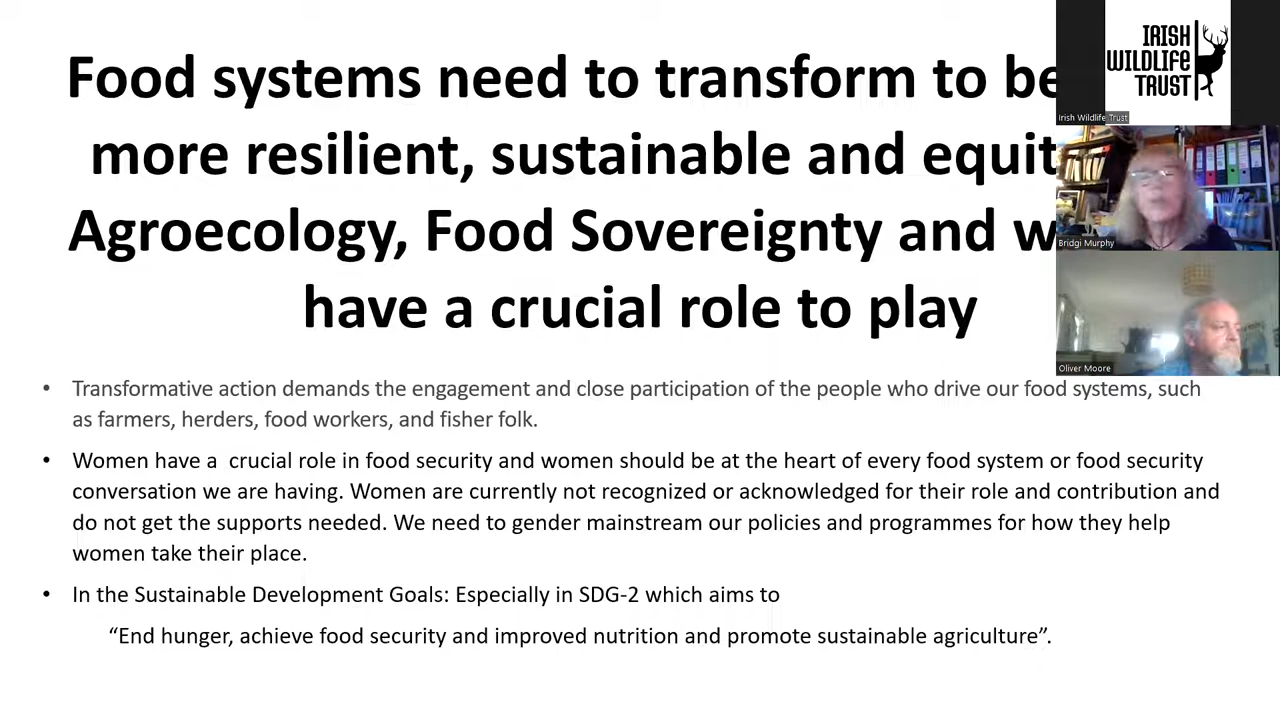 Food systems need to transform to be
more resilient, sustainable and equit
Agroecology, Food Sovereignty and w
have a crucial role to play
• Transformative action demands the engagement and close participation of the people who drive our food systems, such
as farmers, herders, food workers, and fisher folk.
• Women have a crucial role in food security and women should be at the heart of every food system or food security
conversation we are having. Women are currently not recognized or acknowledged for their role and contribution and
do not get the supports needed. We need to gender mainstream our policies and programmes for how they help
women take their place.
• In the Sustainable Development Goals: Especially in SDG-2 which aims to
“End hunger, achieve food security and improved nutrition and promote sustainable agriculture”.
IRISH
WILDLIFE
TRUST
Irish Wildlife Trust
Bridgi Murphy
Oliver Moore